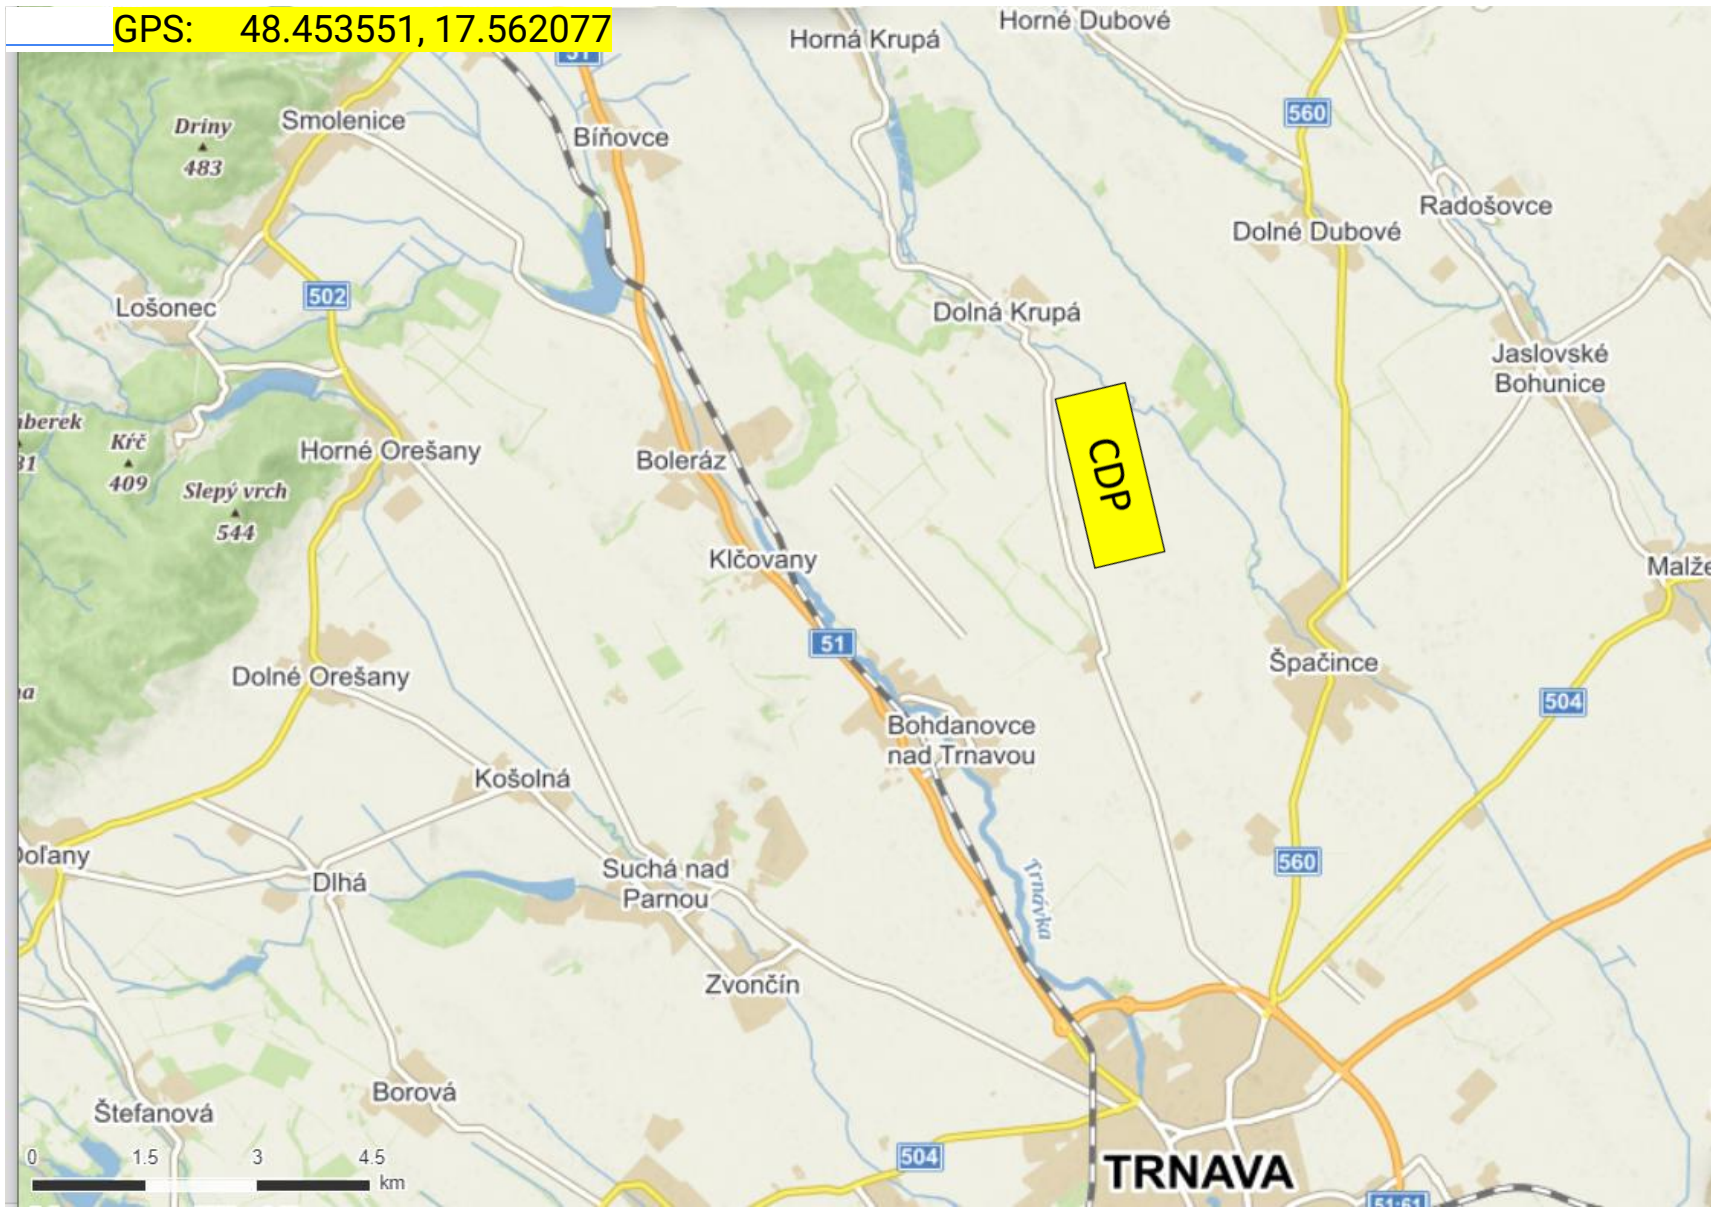 GPS: 48.453551, 17.562077
Horné Dubové
Horná Krupá
51
560
Smolenice
Driny
483
Bíňovce
Radošovce
Dolné Dubové
502
Lošonec
Dolná Krupá
Jaslovské
Bohunice
Kŕč
409
Horné Orešany
Boleráz
CDP
Slepý vrch
544
Klčovany
51
Špačince
Dolné Orešany
504
Bohdanovce
nad Trnavou
Košolná
Dlhá
Suchá nad
Parnou
560
Trnávka
Zvončín
Borová
Štefanová
0 1.5 3 4.5
km
504
TRNAVA
51;61